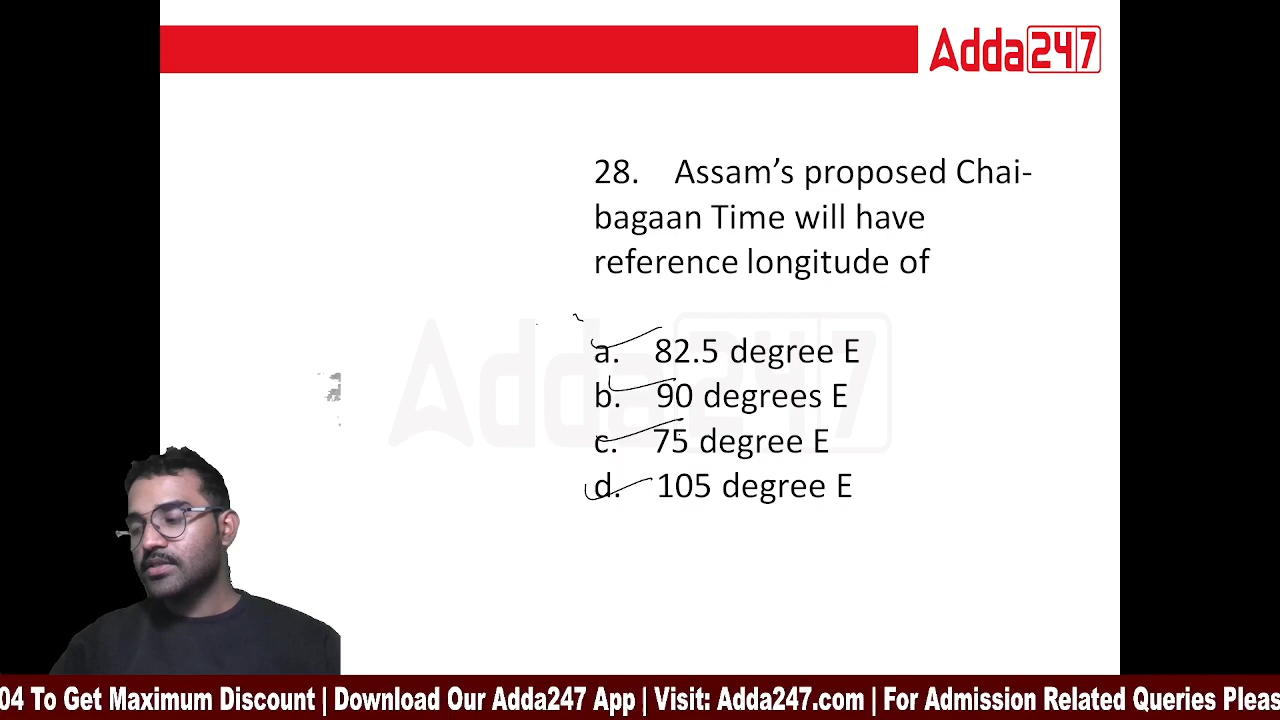 Adda247
28. Assam’s proposed Chai-
bagaan Time will have
reference longitude of
a. 82.5 degree E
b. 90 degrees E
c. 75 degree E
d. 105 degree E
Adda247
04 To Get Maximum Discount | Download Our Adda247 App | Visit: Adda247.com | For Admission Related Queries Pleas